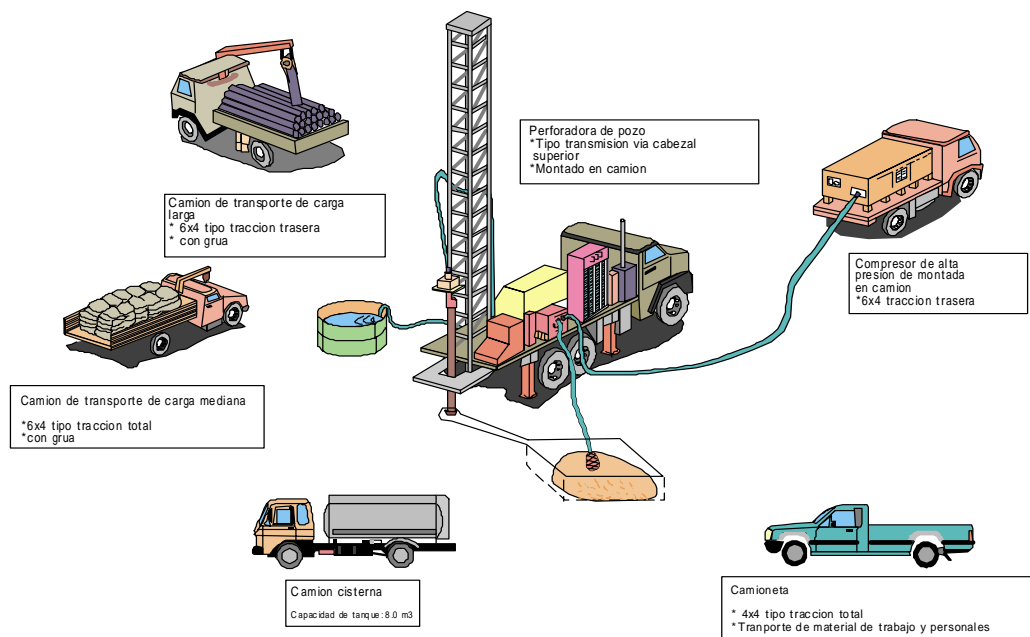 Perforadora de pozo
*Tipo transmision via cabezal
superior
*Montado en camion
Camion de transporte de carga
larga
* 6x4 tipo traccion trasera
* con grua
Compresor de alta
presion de montada
en camion
*6x4 traccion trasera
Camion de transporte de carga mediana
*6x4 tipo traccion total
*con grua
Camion cisterna
Capacidad de tanque: 8.0 m3
Camioneta
* 4x4 tipo traccion total
*Tranporte de material de trabajo y personales